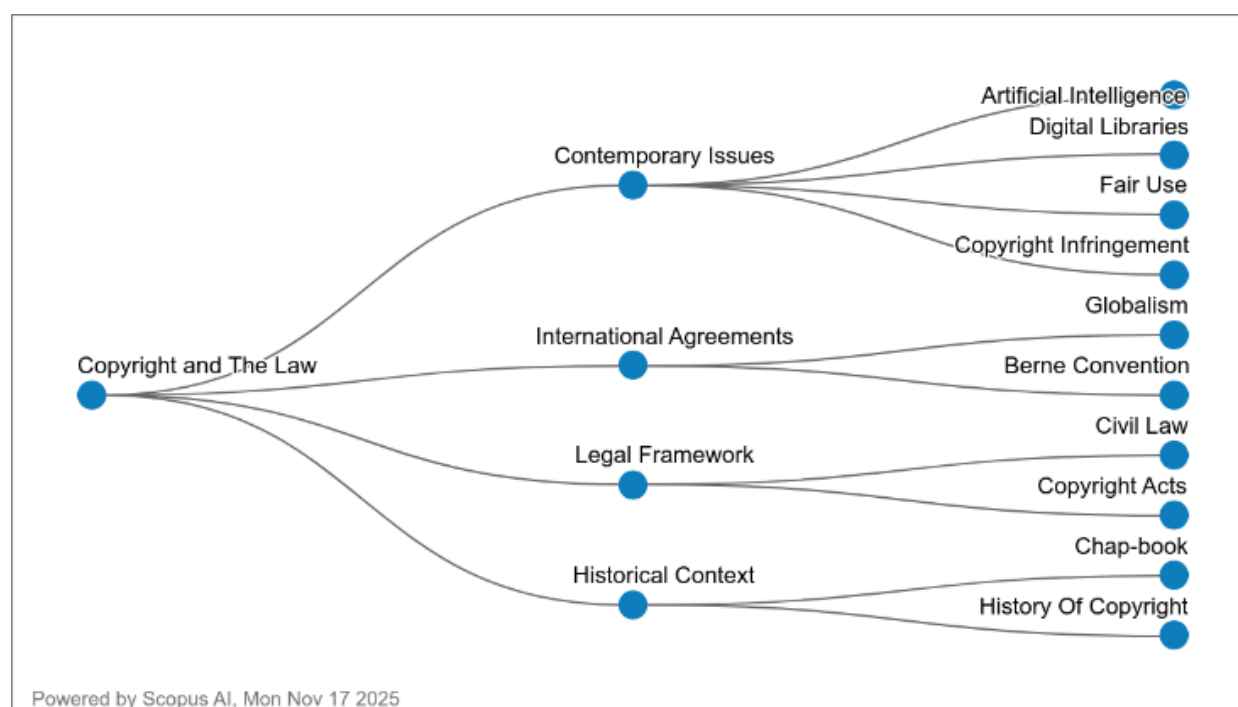 Artificial Intelligence
Digital Libraries
Contemporary Issues
Fair Use
Copyright Infringement
Globalism
International Agreements
Copyright and The Law
Berne Convention
Civil Law
Legal Framework
Copyright Acts
Chap-book
Historical Context
History Of Copyright
Powered by Scopus AI, Mon Nov 17 2025